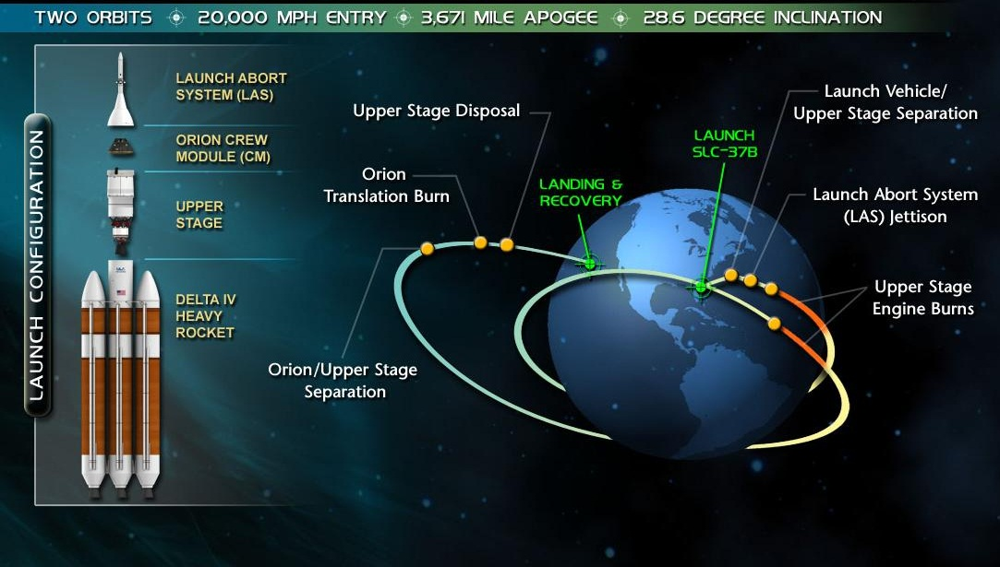 TWO ORBITS 20,000 MPH ENTRY 3,671 MILE APOGEE 28.6 DEGREE INCLINATION
LAUNCH CONFIGURATION
LAUNCH ABORT
SYSTEM (LAS)
ORION CREW
MODULE (CM)
UPPER
STAGE
DELTA IV
HEAVY
ROCKET
Upper Stage Disposal
Orion
Translation Burn
Orion/Upper Stage
Separation
LANDING &
RECOVERY
LAUNCH
SLC-37B
Launch Vehicle/
Upper Stage Separation
Launch Abort System
(LAS) Jettison
Upper Stage
Engine Burns